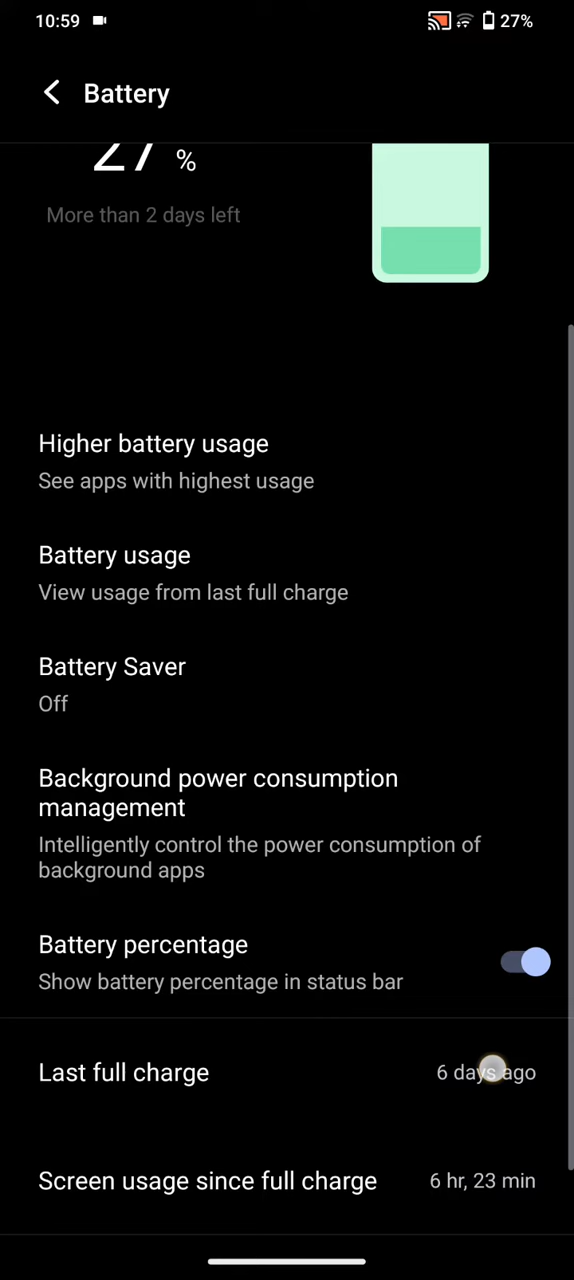 10:59 27%
Battery
27 %
More than 2 days left
Higher battery usage
See apps with highest usage
Battery usage
View usage from last full charge
Battery Saver
Off
Background power consumption
management
Intelligently control the power consumption of
background apps
Battery percentage
Show battery percentage in status bar
Last full charge 6 days ago
Screen usage since full charge 6 hr, 23 min